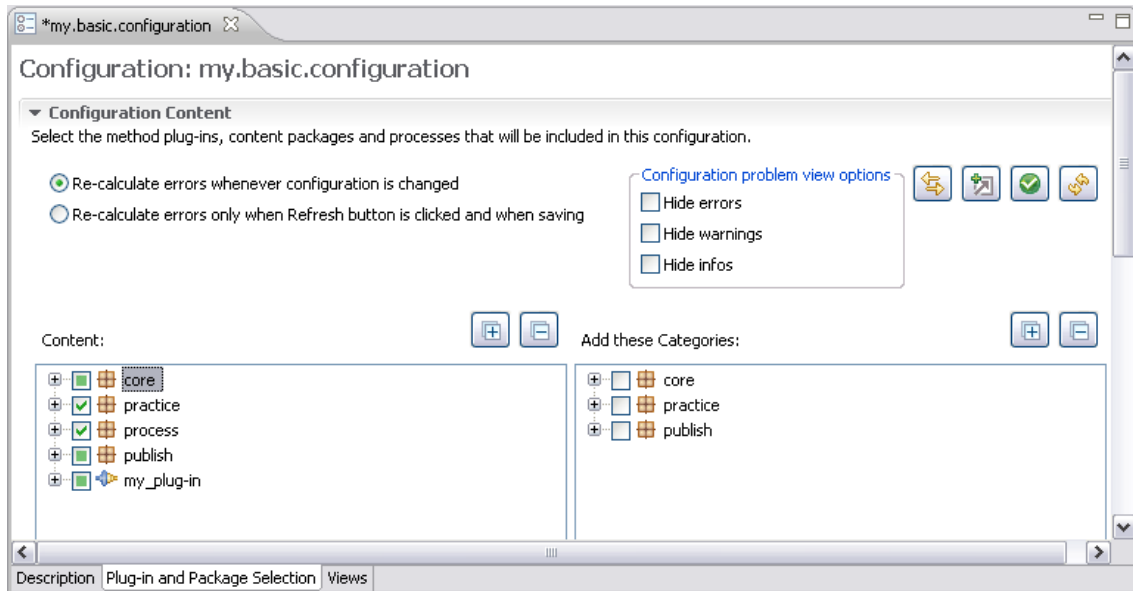 *my.basic.configuration
Configuration: my.basic.configuration
Configuration Content
Select the method plug-ins, content packages and processes that will be included in this configuration.
Re-calculate errors whenever configuration is changed
Re-calculate errors only when Refresh button is clicked and when saving
Configuration problem view options
Hide errors
Hide warnings
Hide infos
Content:
core
practice
process
publish
my_plug-in
Add these Categories:
core
practice
publish
Description Plug-in and Package Selection Views